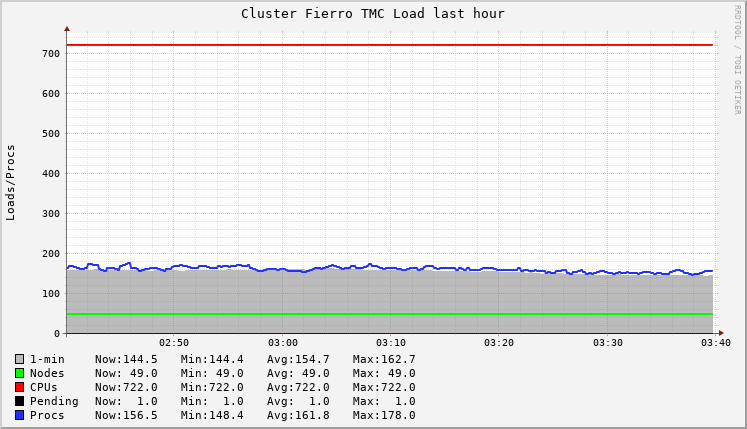 Cluster Fierro TMC Load last hour
RRDTOOL / TOBI OETIKER
Loads/Procs
700
600
500
400
300
200
100
0
02:50 03:00 03:10 03:20 03:30 03:40
1-min Now:144.5 Min:144.4 Avg:154.7 Max:162.7
Nodes Now: 49.0 Min: 49.0 Avg: 49.0 Max: 49.0
CPUs Now:722.0 Min:722.0 Avg:722.0 Max:722.0
Pending Now: 1.0 Min: 1.0 Avg: 1.0 Max: 1.0
Procs Now:156.5 Min:148.4 Avg:161.8 Max:178.0